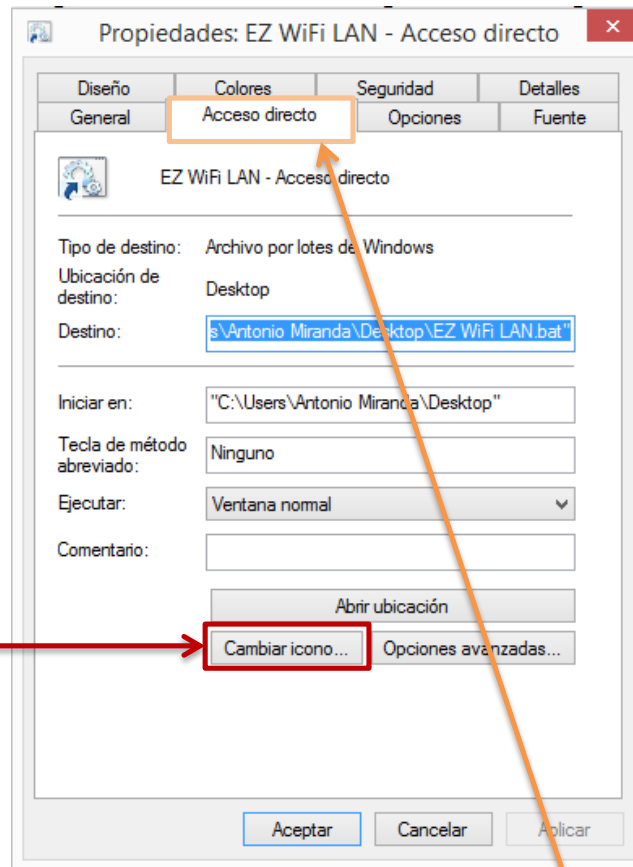 Propiedades: EZ WiFi LAN - Acceso directo
Diseño Colores Seguridad Detalles
General Acceso directo Opciones Fuente
EZ WiFi LAN - Acceso directo
Tipo de destino: Archivo por lotes de Windows
Ubicación de
destino: Desktop
Destino: s\Antonio Miranda\Desktop\EZ WiFi LAN.bat"
Iniciar en: "C:\Users\Antonio Miranda\Desktop"
Tecla de método
abreviado: Ninguno
Ejecutar: Ventana normal
Comentario:
Abrir ubicación
Cambiar icono... Opciones avanzadas...
Aceptar Cancelar Aplicar